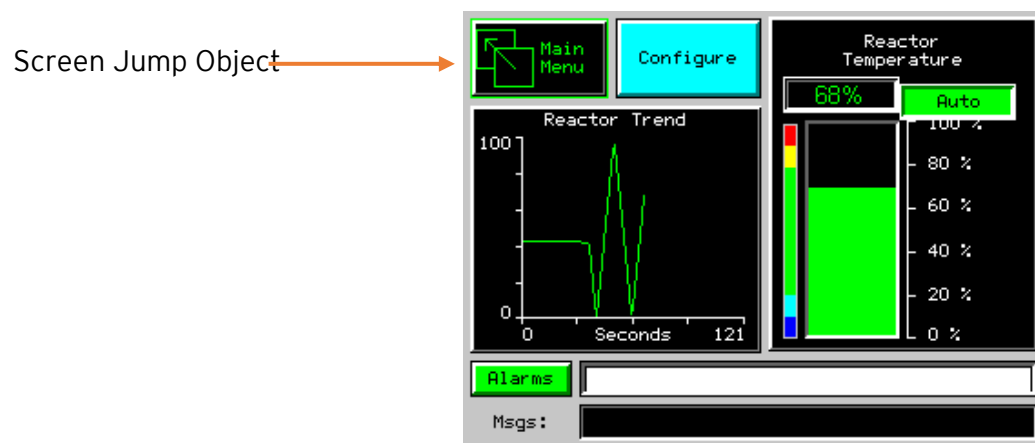 Screen Jump Object
Main
Menu
Configure
Reactor
Temperature
68%
Auto
Reactor Trend
100
0
0
Seconds
121
100 %
80 %
60 %
40 %
20 %
0 %
Alarms
Msgs: